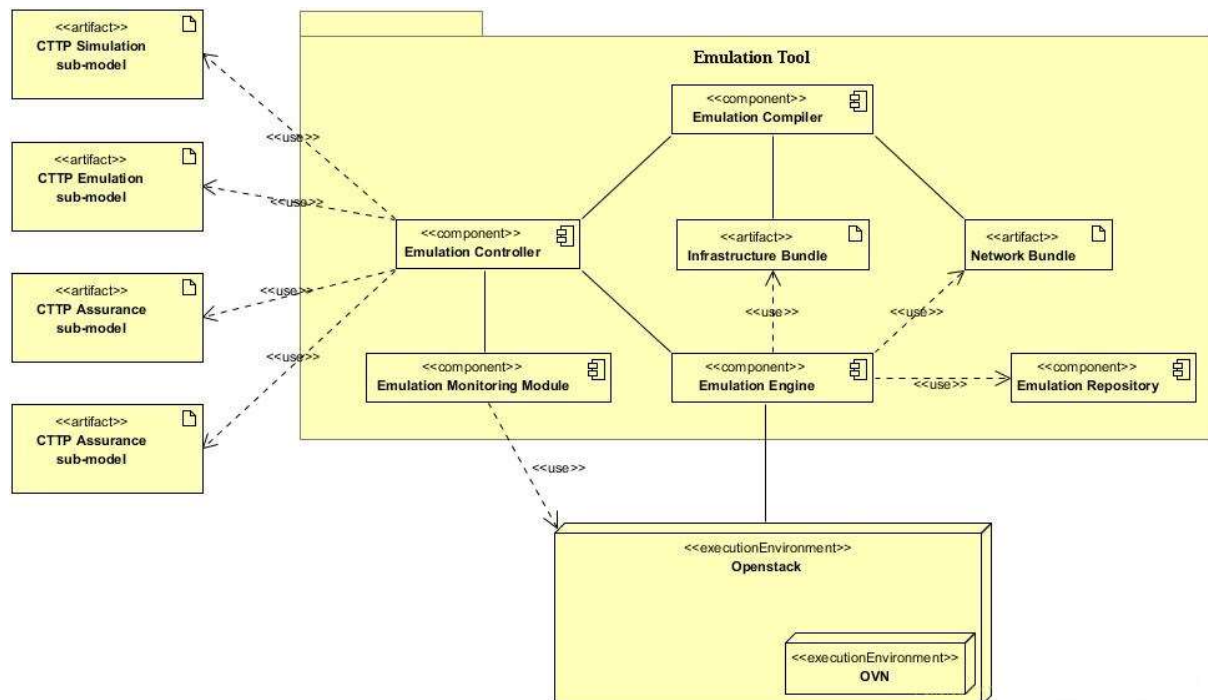 <<artifact>>
CTTP Simulation
sub-model
<<artifact>>
CTTP Emulation
sub-model
<<artifact>>
CTTP Assurance
sub-model
<<artifact>>
CTTP Assurance
sub-model
<<use>>
<<use>>
<<use>>
<<use>>
Emulation Tool
<<component>>
Emulation Compiler
<<component>>
Emulation Controller
<<artifact>>
Infrastructure Bundle
<<artifact>>
Network Bundle
<<use>>
<<use>>
<<component>>
Emulation Monitoring Module
<<component>>
Emulation Engine
<<use>>
<<component>>
Emulation Repository
<<use>>
<<executionEnvironment>>
Openstack
<<executionEnvironment>>
OVN